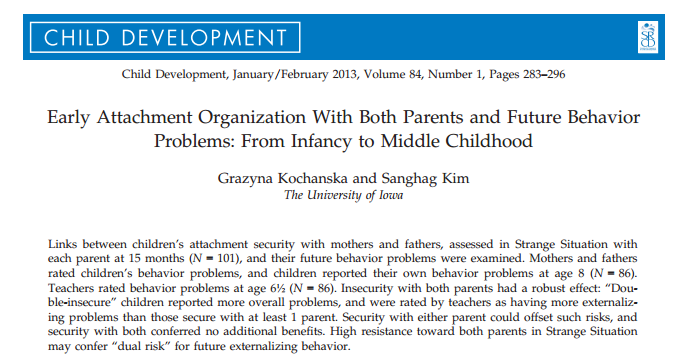 CHILD DEVELOPMENT
Child Development, January/February 2013, Volume 84, Number 1, Pages 283–296
Early Attachment Organization With Both Parents and Future Behavior
Problems: From Infancy to Middle Childhood
Grazyna Kochanska and Sanghag Kim
The University of Iowa
Links between children's attachment security with mothers and fathers, assessed in Strange Situation with
each parent at 15 months (N = 101), and their future behavior problems were examined. Mothers and fathers
rated children's behavior problems, and children reported their own behavior problems at age 8 (N = 86).
Teachers rated behavior problems at age 6½ (N = 86). Insecurity with both parents had a robust effect: "Dou-
ble-insecure" children reported more overall problems, and were rated by teachers as having more externaliz-
ing problems than those secure with at least 1 parent. Security with either parent could offset such risks, and
security with both conferred no additional benefits. High resistance toward both parents in Strange Situation
may confer "dual risk" for future externalizing behavior.